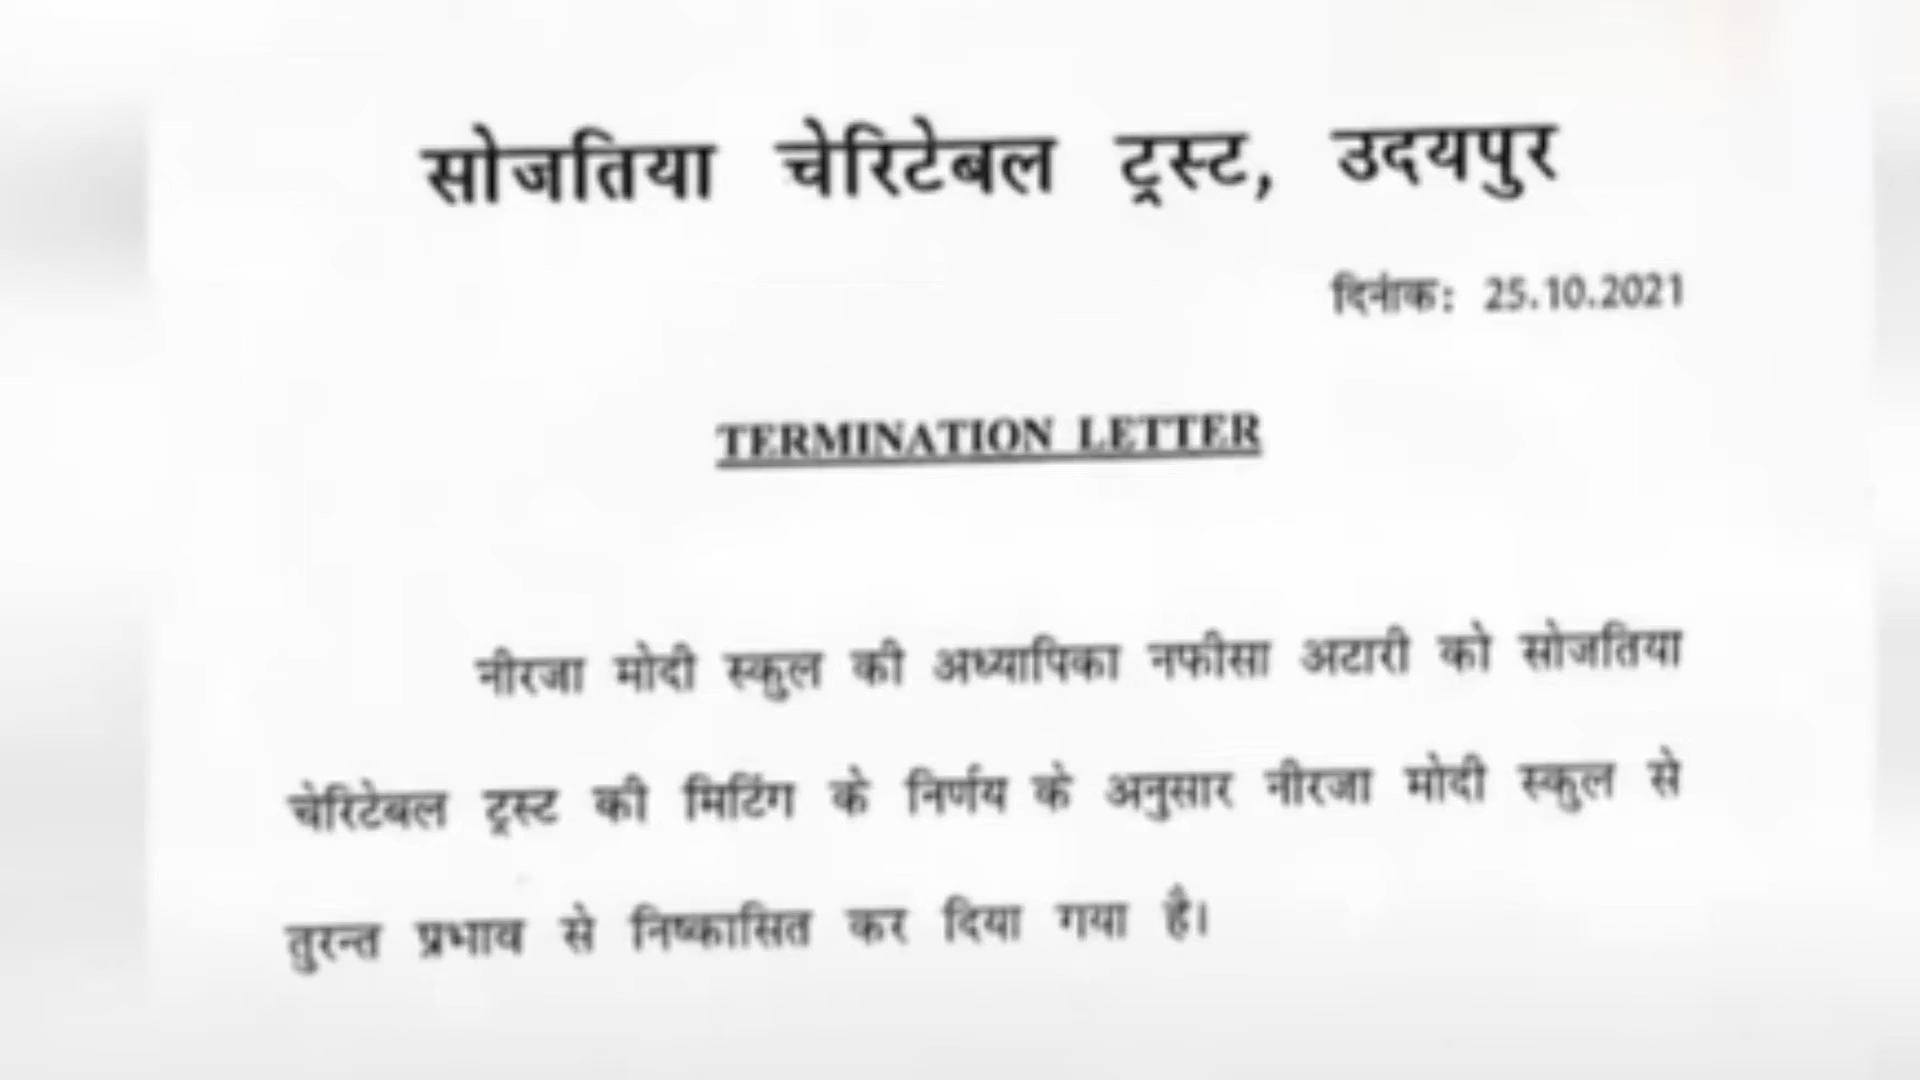 सोजतिया चेरिटेबल ट्रस्ट, उदयपुर
दिनांक: 25.10.2021
TERMINATION LETTER
नीरजा मोदी स्कुल की अध्यापिका नफीसा अटारी को सोजतिया
चेरिटेबल ट्रस्ट की मिटिंग के निर्णय के अनुसार नीरजा मोदी स्कुल से
तुरन्त प्रभाव से निष्कासित कर दिया गया है।